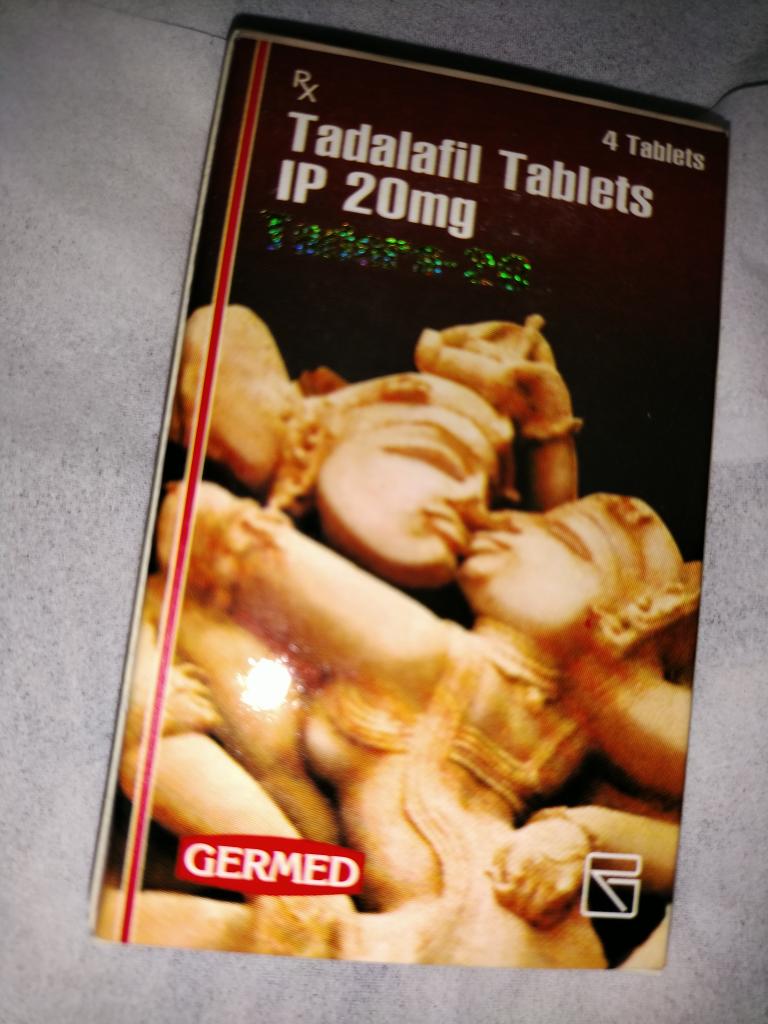 Rx
4 Tablets
Tadalafil Tablets
IP 20mg
GERMED